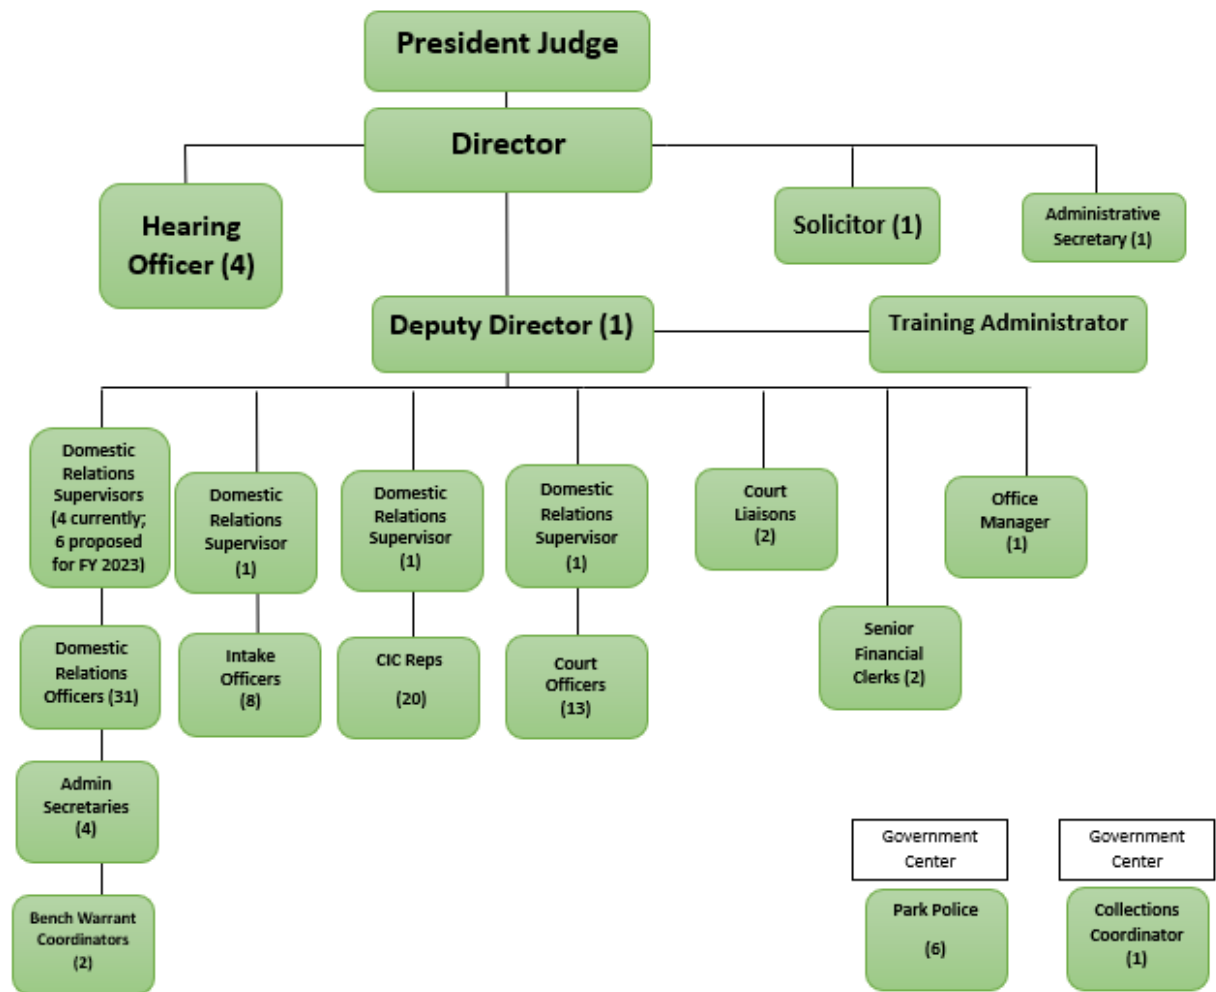 President Judge
Director
Hearing
Officer (4)
Solicitor (1)
Administrative
Secretary (1)
Deputy Director (1)
Training Administrator
Domestic
Relations
Supervisors
(4 currently;
6 proposed
for FY 2023)
Domestic
Relations
Supervisor
(1)
Domestic
Relations
Supervisor
(1)
Domestic
Relations
Supervisor
(1)
Court
Liaisons
(2)
Office
Manager
(1)
Senior
Financial
Clerks (2)
Domestic
Relations
Officers (31)
Intake
Officers
(8)
CIC Reps
(20)
Court
Officers
(13)
Admin
Secretaries
(4)
Bench Warrant
Coordinators
(2)
Government
Center
Park Police
(6)
Government
Center
Collections
Coordinator
(1)